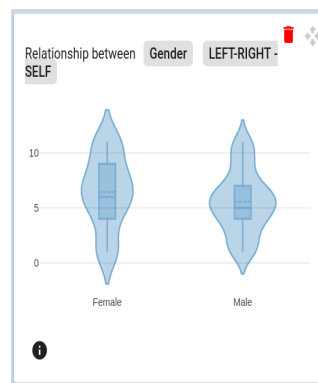 Relationship between Gender LEFT-RIGHT -
SELF
10
5
0
Female Male
i